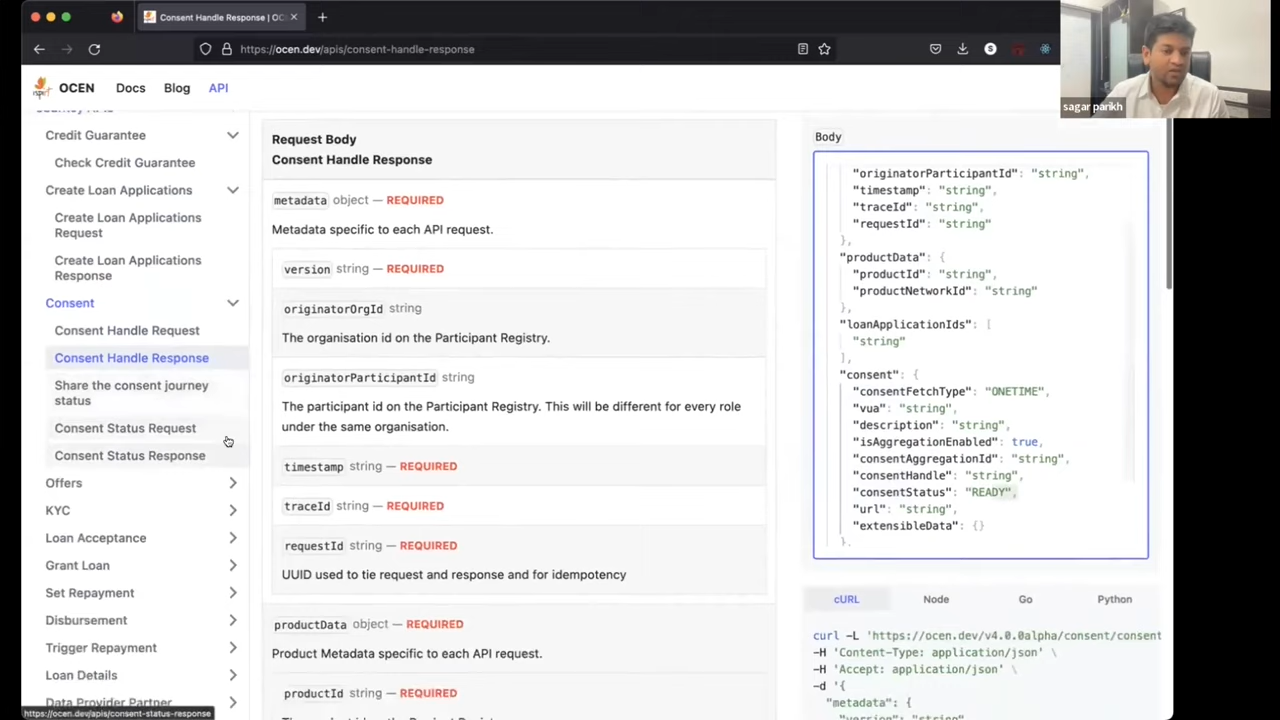 Consent Handle Response | OC
https://ocen.dev/apis/consent-handle-response
S
sagar parikh
OCEN
Docs
Blog
API
Credit Guarantee
Check Credit Guarantee
Create Loan Applications
Create Loan Applications
Request
Create Loan Applications
Response
Consent
Consent Handle Request
Consent Handle Response
Share the consent journey
status
Consent Status Request
Consent Status Response
Offers
KYC
Loan Acceptance
Grant Loan
Set Repayment
Disbursement
Trigger Repayment
Loan Details
Data Provider Partner
https://ocen.dev/apis/consent-status-response
Request Body
Consent Handle Response
metadata object — REQUIRED
Metadata specific to each API request.
version string — REQUIRED
originatorOrgId string
The organisation id on the Participant Registry.
originatorParticipantId string
The participant id on the Participant Registry. This will be different for every role
under the same organisation.
timestamp string — REQUIRED
traceId string — REQUIRED
requestId string — REQUIRED
UUID used to tie request and response and for idempotency
productData object — REQUIRED
Product Metadata specific to each API request.
productId string — REQUIRED
Body
"originatorParticipantId": "string",
"timestamp": "string",
"traceId": "string",
"requestId": "string"
},
"productData": {
"productId": "string",
"productNetworkId": "string"
},
"loanApplicationIds": [
"string"
],
"consent": {
"consentFetchType": "ONETIME",
"vua": "string",
"description": "string",
"isAggregationEnabled": true,
"consentAggregationId": "string",
"consentHandle": "string",
"consentStatus": "READY",
"url": "string",
"extensibleData": {}
},
cURL
Node
Go
Python
curl -L 'https://ocen.dev/v4.0.0alpha/consent/consent
-H 'Content-Type: application/json' \
-H 'Accept: application/json' \
-d '{
"metadata": {